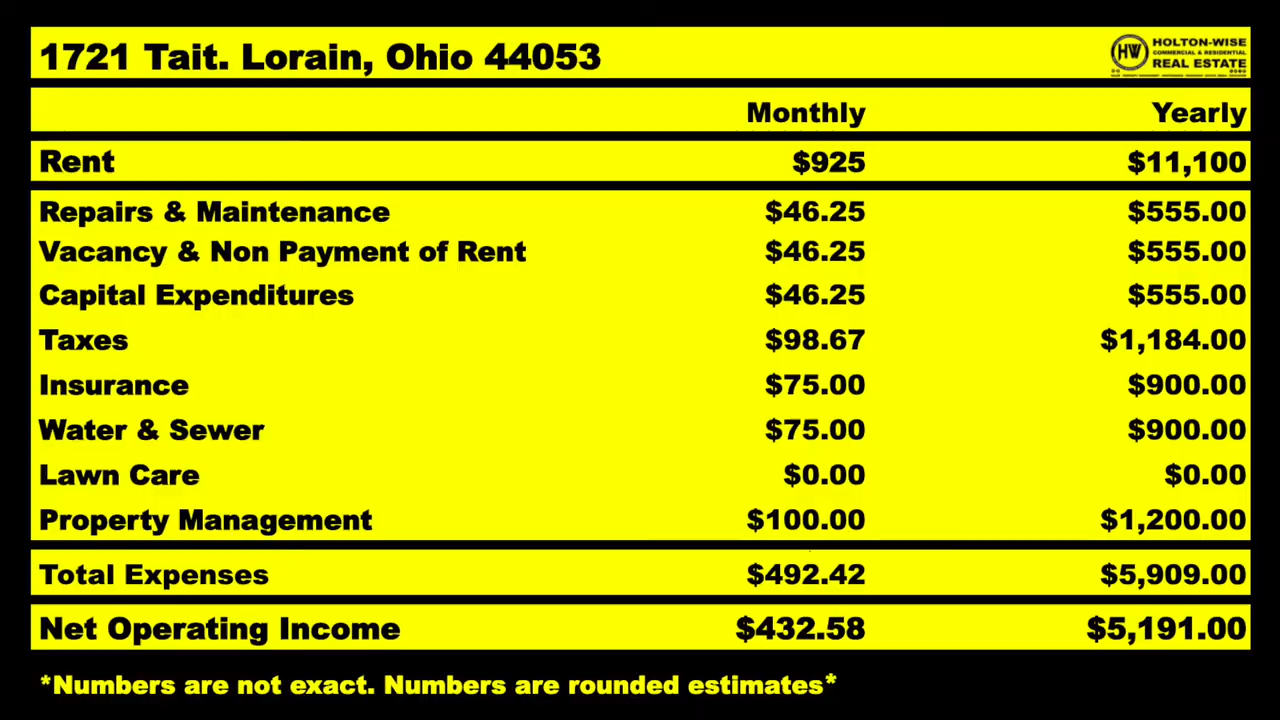 1721 Tait. Lorain, Ohio 44053
HW
HOLTON-WISE
COMMERCIAL & RESIDENTIAL
REAL ESTATE
Monthly Yearly
Rent $925 $11,100
Repairs & Maintenance $46.25 $555.00
Vacancy & Non Payment of Rent $46.25 $555.00
Capital Expenditures $46.25 $555.00
Taxes $98.67 $1,184.00
Insurance $75.00 $900.00
Water & Sewer $75.00 $900.00
Lawn Care $0.00 $0.00
Property Management $100.00 $1,200.00
Total Expenses $492.42 $5,909.00
Net Operating Income $432.58 $5,191.00
*Numbers are not exact. Numbers are rounded estimates*